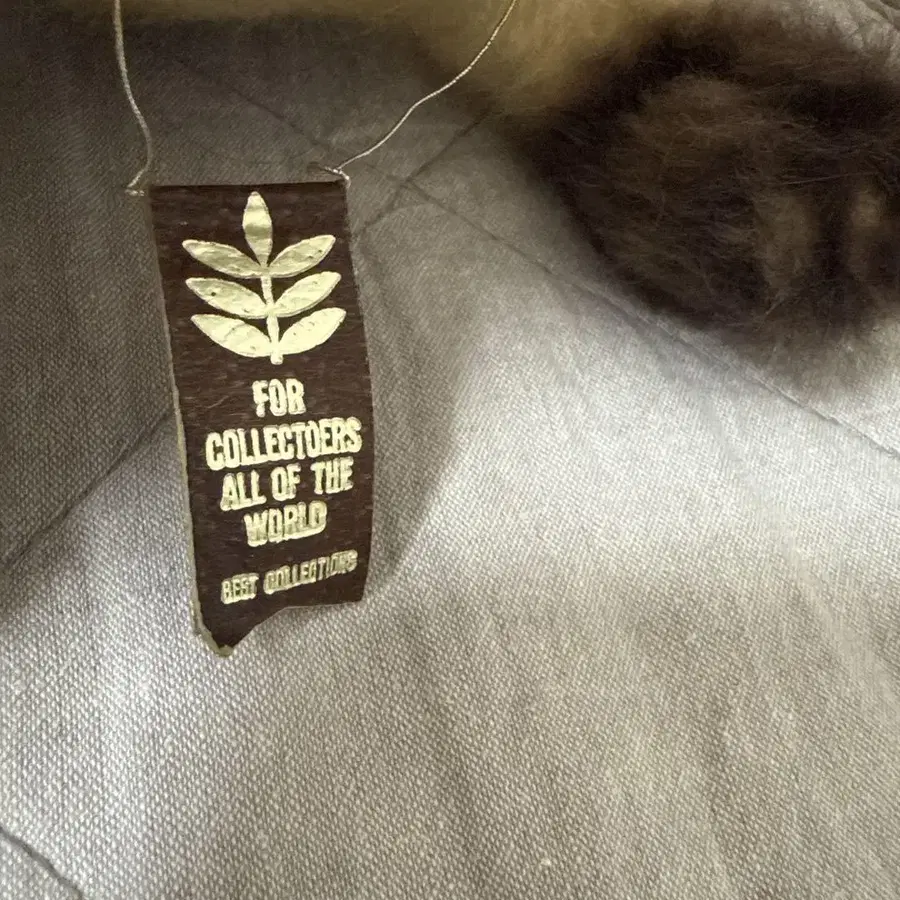 FOR
COLLECTOERS
ALL OF THE
WORLD
BEST COLLECTIONS